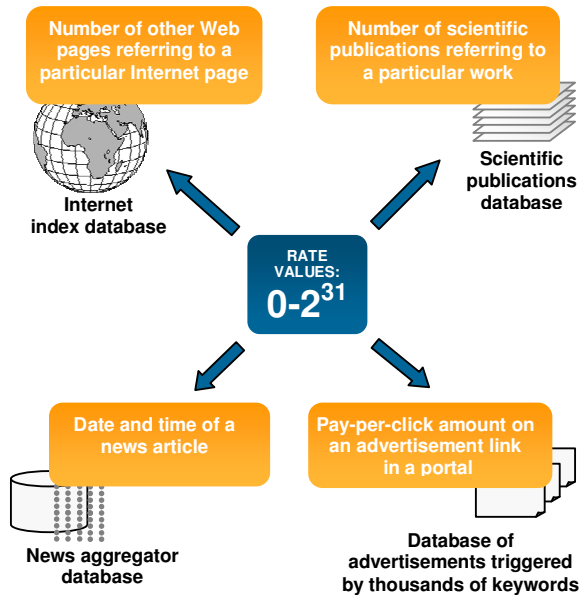 Number of other Web
pages referring to a
particular Internet page
Number of scientific
publications referring to
a particular work
Internet
index database
Scientific
publications
database
RATE
VALUES:
0-2³¹
Date and time of a
news article
Pay-per-click amount on
an advertisement link
in a portal
News aggregator
database
Database of
advertisements triggered
by thousands of keywords